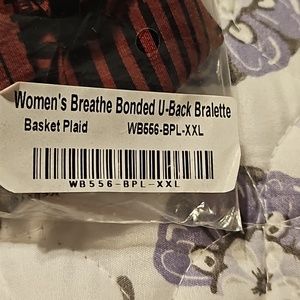 Women's Breathe Bonded U-Back Bralette
Basket Plaid WB556-BPL-XXL
WB556-BPL-XXL